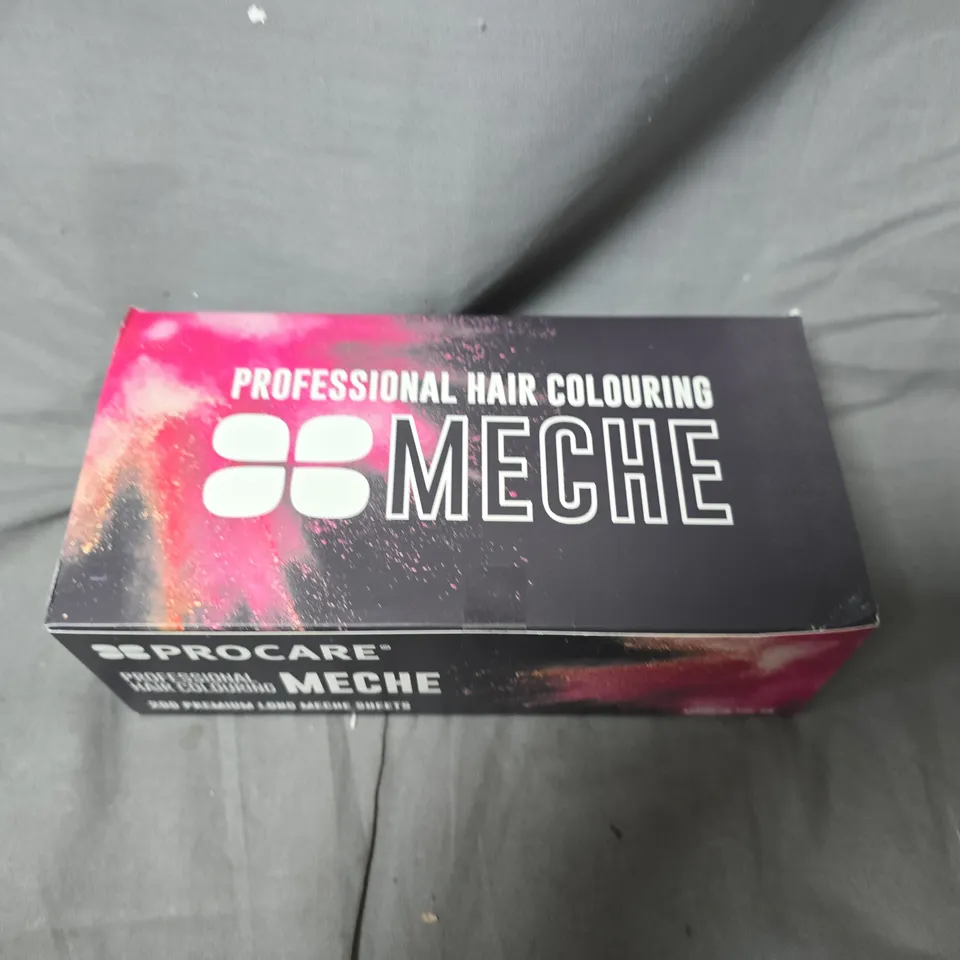 PROFESSIONAL HAIR COLOURING
MECHE
PROCARE®
PROFESSIONAL
HAIR COLOURING MECHE
200 PREMIUM LONG MECHE SHEETS